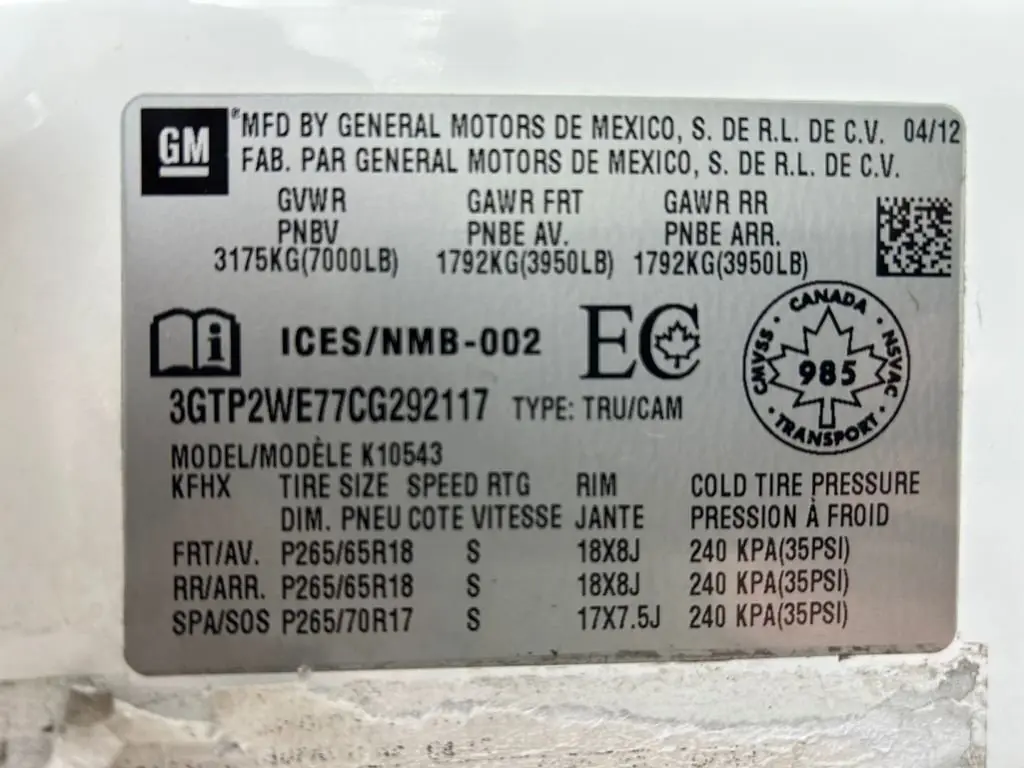 GM
MFD BY GENERAL MOTORS DE MEXICO, S. DE R.L. DE C.V. 04/12
FAB. PAR GENERAL MOTORS DE MEXICO, S. DE R.L. DE C.V.
GVWR GAWR FRT GAWR RR
PNBV PNBE AV. PNBE ARR.
3175KG(7000LB) 1792KG(3950LB) 1792KG(3950LB)
i ICES/NMB-002 EC
CANADA
CMVSS 985 NSVAC
TRANSPORT
3GTP2WE77CG292117 TYPE: TRU/CAM
MODEL/MODÈLE K10543
KFHX TIRE SIZE SPEED RTG RIM COLD TIRE PRESSURE
DIM. PNEU COTE VITESSE JANTE PRESSION À FROID
FRT/AV. P265/65R18 S 18X8J 240 KPA(35PSI)
RR/ARR. P265/65R18 S 18X8J 240 KPA(35PSI)
SPA/SOS P265/70R17 S 17X7.5J 240 KPA(35PSI)